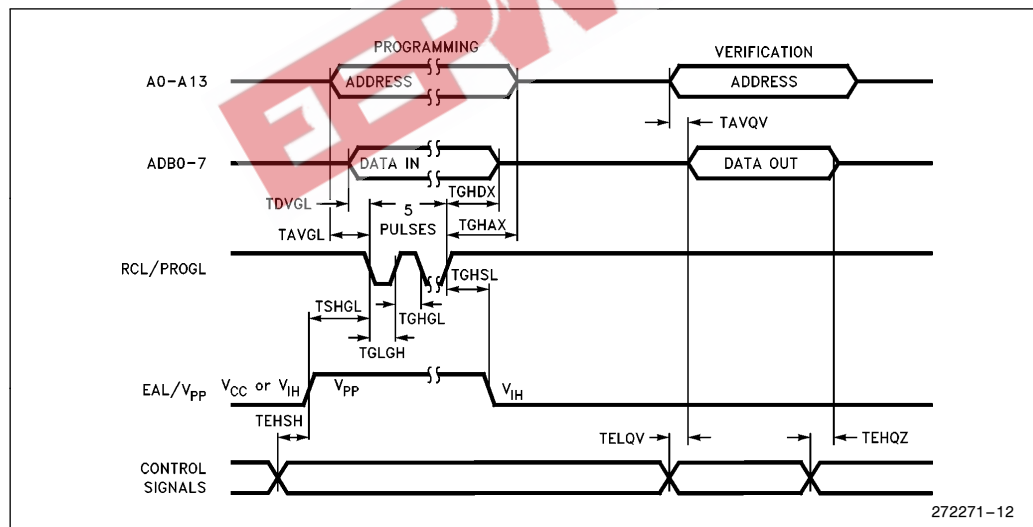 PROGRAMMING
VERIFICATION
A0-A13
ADDRESS
ADDRESS
TAVQV
ADB0-7
DATA IN
DATA OUT
TDVGL
5 PULSES
TGHDX
TAVGL
TGHAX
RCL/PROGL
TGHSL
TSHGL
TGHGL
TGLGH
EAL/VPP
VCC or VIH
VPP
VIH
TEHSH
TELQV
TEHQZ
CONTROL SIGNALS
272271-12